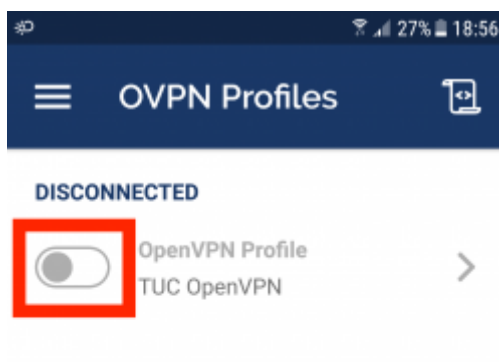 27% 18:56
OVPN Profiles
DISCONNECTED
OpenVPN Profile
TUC OpenVPN